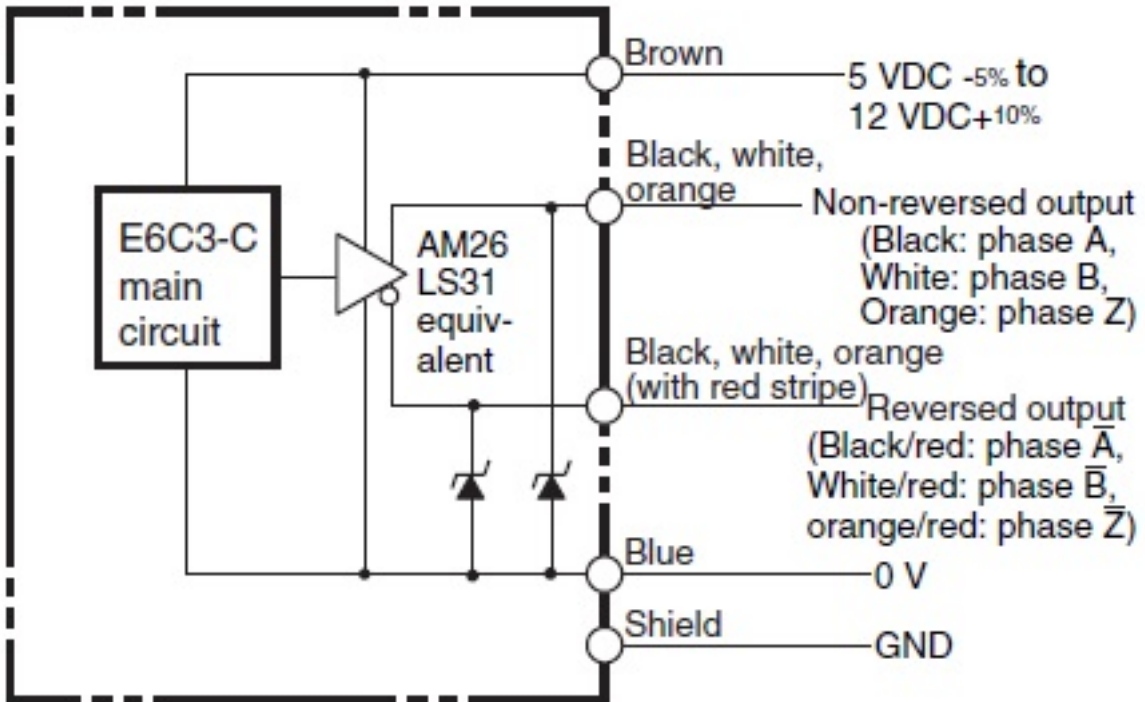 Brown
5 VDC -5% to
12 VDC+10%
Black, white,
orange
Non-reversed output
(Black: phase A,
White: phase B,
Orange: phase Z)
E6C3-C
main
circuit
AM26
LS31
equiv-
alent
Black, white, orange
(with red stripe)
Reversed output
(Black/red: phase A̅,
White/red: phase B̅,
orange/red: phase Z̅)
Blue
0 V
Shield
GND